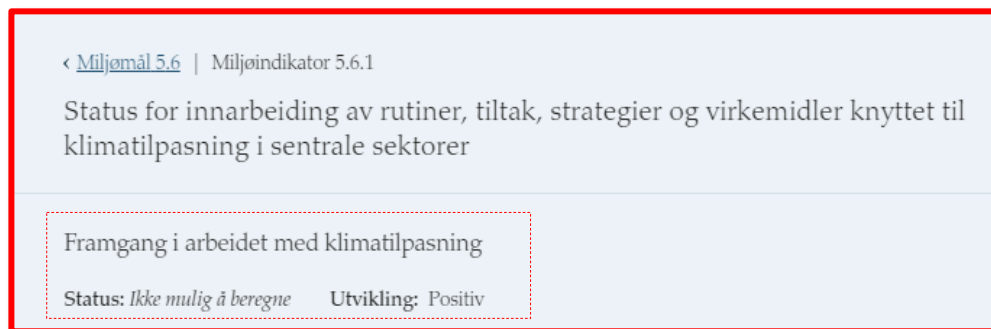 ‹ Miljømål 5.6 | Miljøindikator 5.6.1
Status for innarbeiding av rutiner, tiltak, strategier og virkemidler knyttet til
klimatilpasning i sentrale sektorer
Framgang i arbeidet med klimatilpasning
Status: Ikke mulig å beregne Utvikling: Positiv